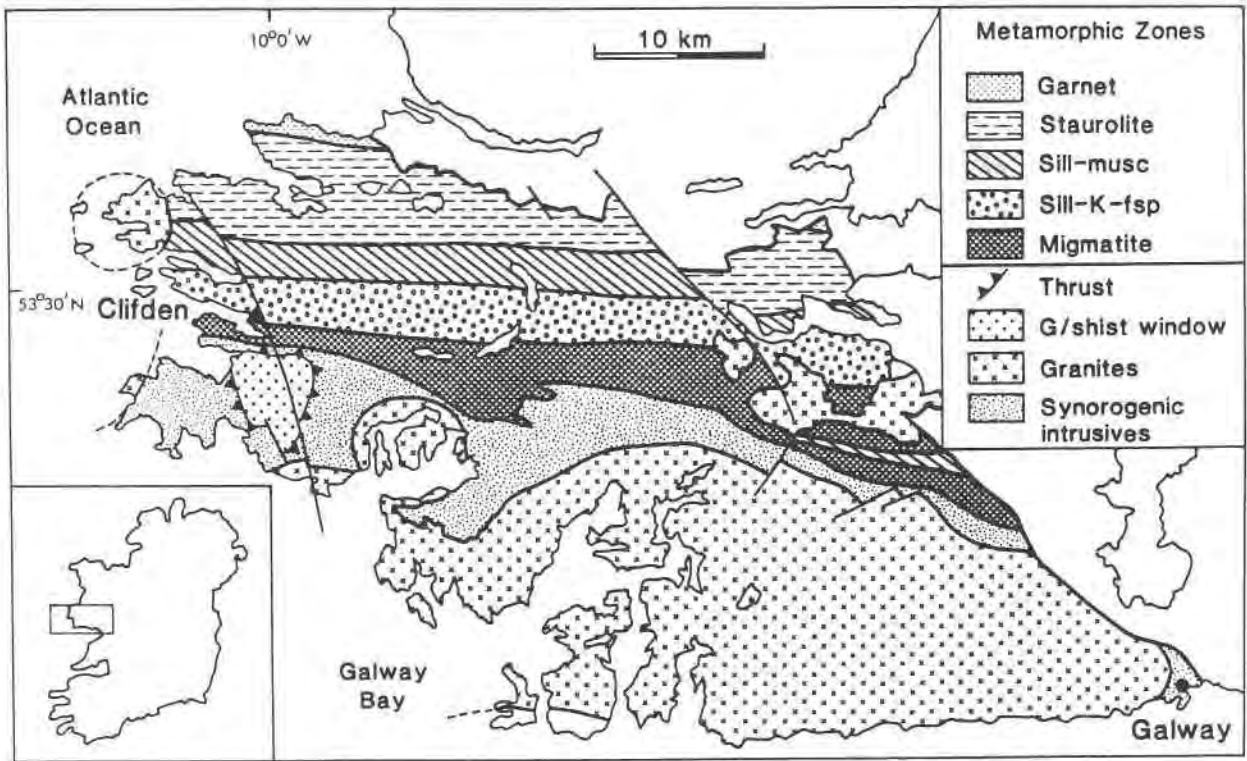 10°0'W
10 km
Atlantic
Ocean
53°30'N
Clifden
Galway
Bay
Galway
Metamorphic Zones
Garnet
Staurolite
Sill-musc
Sill-K-fsp
Migmatite
Thrust
G/shist window
Granites
Synorogenic
intrusives